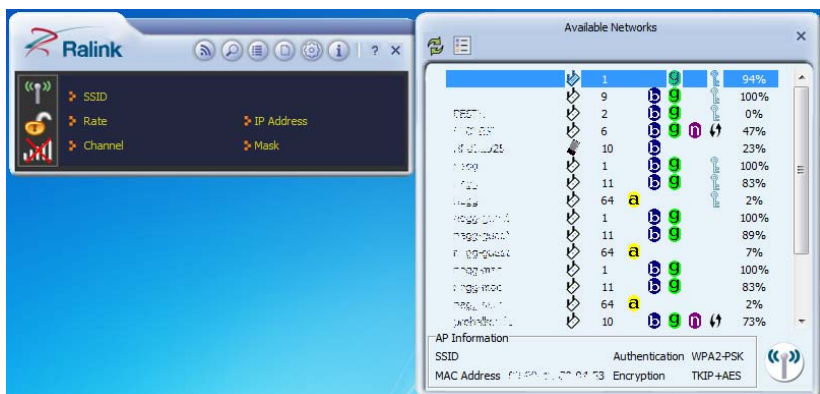 Ralink
? ×
SSID
Rate
IP Address
Channel
Mask
Available Networks
×
1 g 94%
9 b g 100%
2 b g 0%
6 b g n 47%
10 b 23%
1 b g 100%
11 b g 83%
64 a 2%
1 b g 100%
11 b g 89%
64 a 7%
1 b g 100%
11 b g 83%
64 a 2%
10 b g n 73%
AP Information
SSID Authentication WPA2-PSK
MAC Address Encryption TKIP+AES